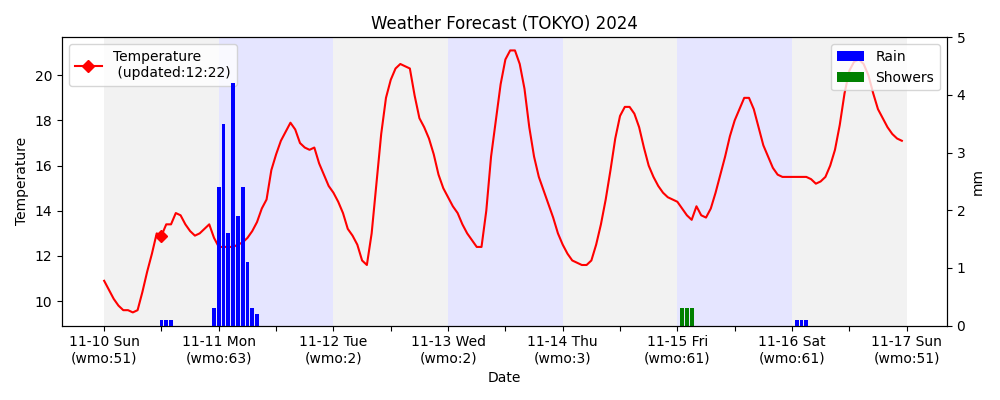 Weather Forecast (TOKYO) 2024
Temperature
(updated:12:22)
Rain
Showers
20
18
16
14
12
10
Temperature
5
4
3
2
1
0
mm
11-10 Sun
(wmo:51)
11-11 Mon
(wmo:63)
11-12 Tue
(wmo:2)
11-13 Wed
(wmo:2)
11-14 Thu
(wmo:3)
11-15 Fri
(wmo:61)
11-16 Sat
(wmo:61)
11-17 Sun
(wmo:51)
Date